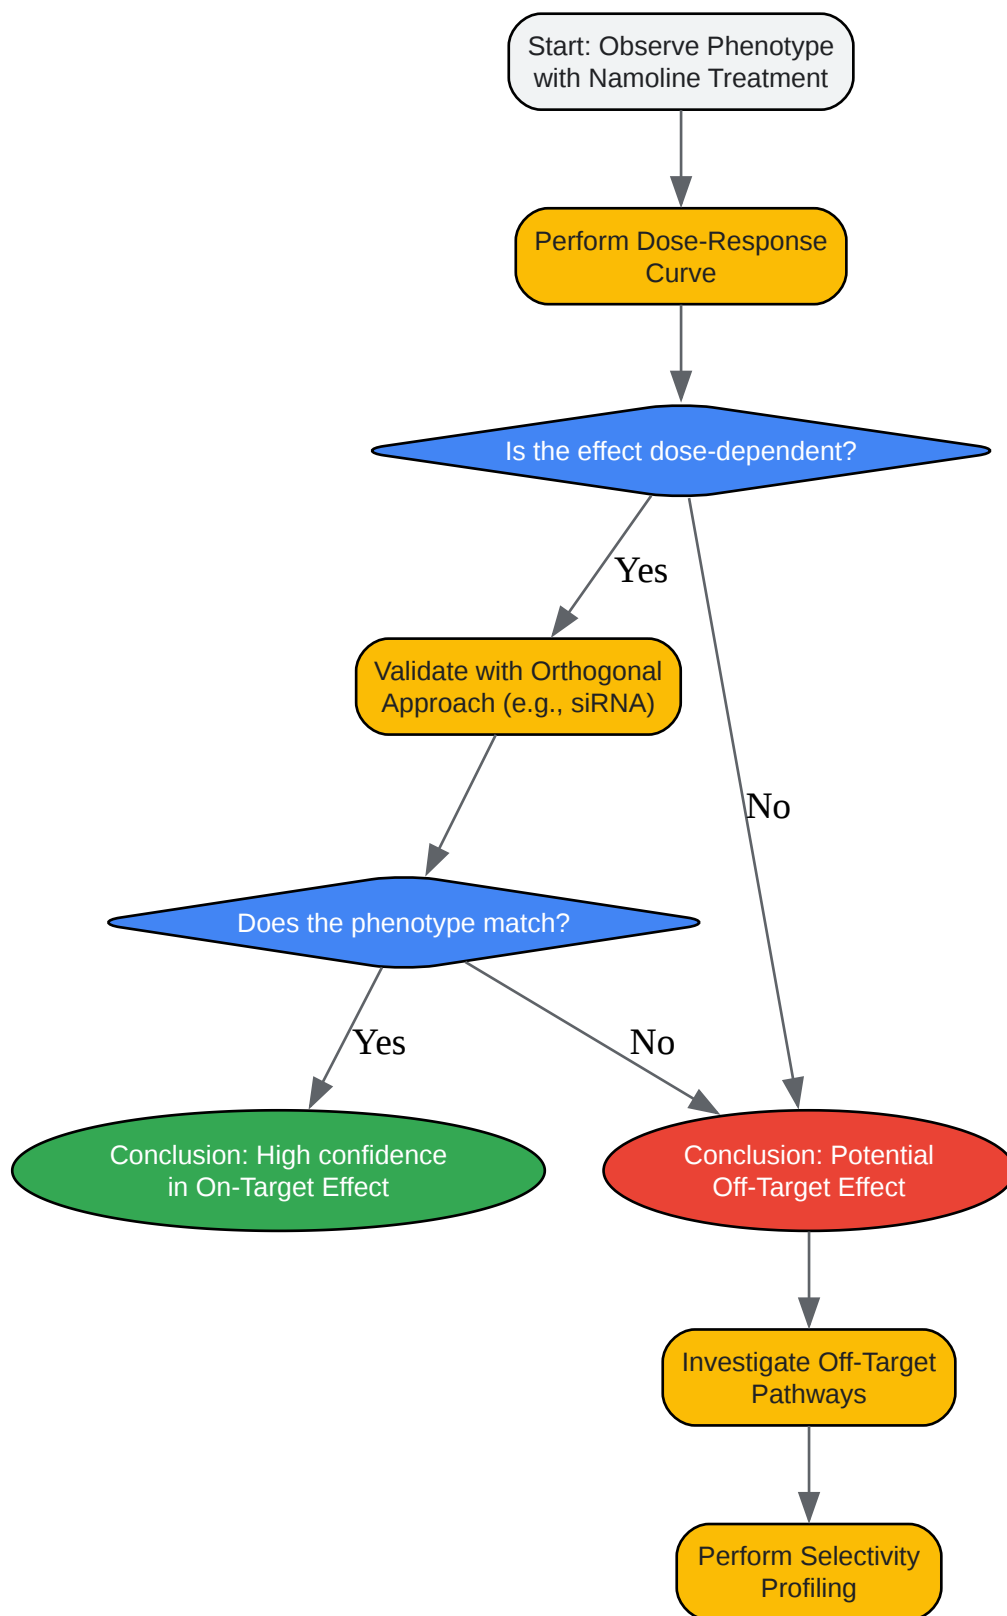 Start: Observe Phenotype
with Namoline Treatment
Perform Dose-Response
Curve
Is the effect dose-dependent?
Yes
Validate with Orthogonal
Approach (e.g., siRNA)
No
Does the phenotype match?
Yes
No
Conclusion: High confidence
in On-Target Effect
Conclusion: Potential
Off-Target Effect
Investigate Off-Target
Pathways
Perform Selectivity
Profiling